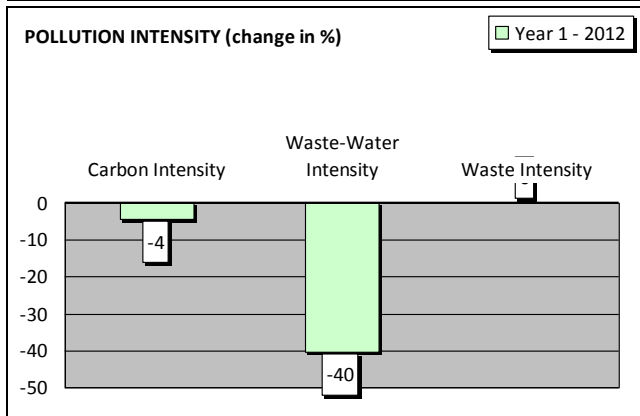 POLLUTION INTENSITY (change in %)
Year 1 - 2012
Carbon Intensity
Waste-Water
Intensity
Waste Intensity
0
-10
-20
-30
-40
-50
-4
-40